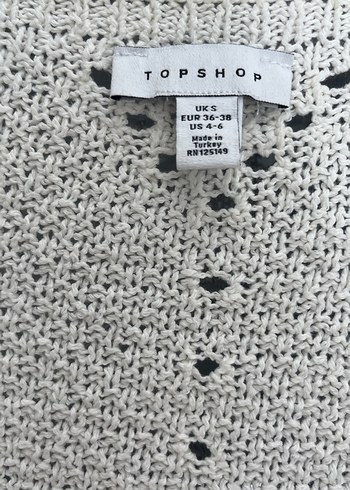 TOPSHOP
UK S
EUR 36-38
US 4-6
Made in
Turkey
RN125149